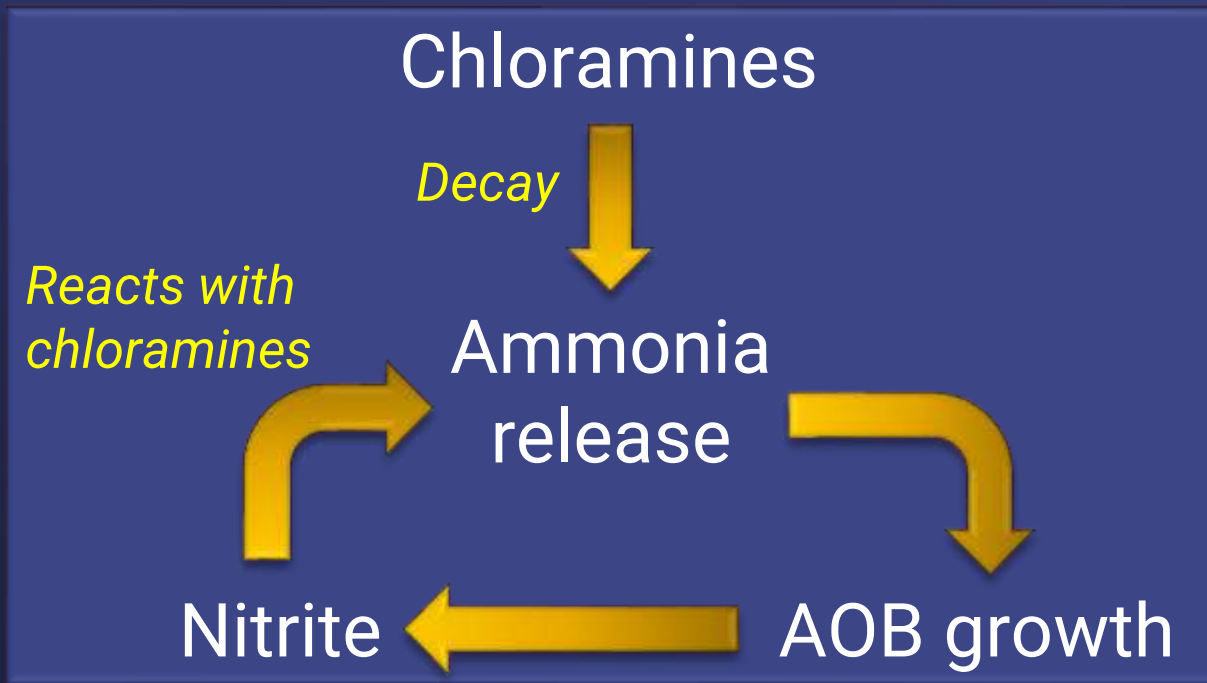 Chloramines
Decay
Reacts with
chloramines
Ammonia
release
Nitrite
AOB growth